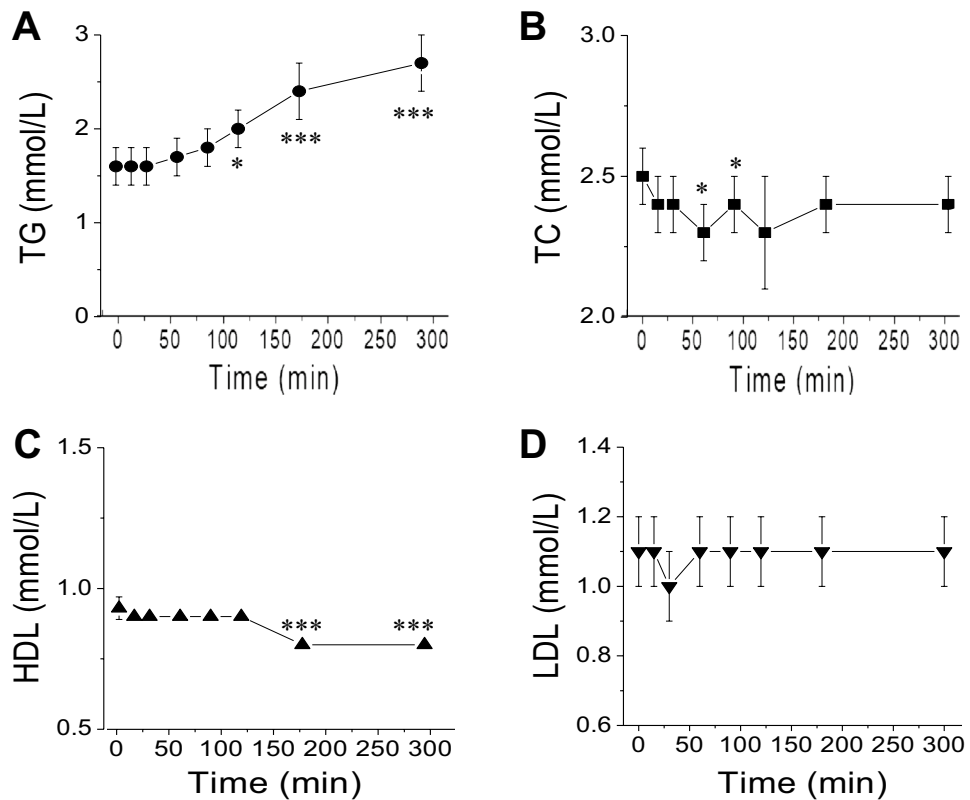 A
3
2
1
0
TG (mmol/L)
*
***
***
0 50 100 150 200 250 300
Time (min)
B
3.0
2.5
2.0
TC (mmol/L)
*
*
0 50 100 150 200 250 300
Time (min)
C
1.5
1.0
0.5
HDL (mmol/L)
***
***
0 50 100 150 200 250 300
Time (min)
D
1.4
1.2
1.0
0.8
0.6
LDL (mmol/L)
0 50 100 150 200 250 300
Time (min)